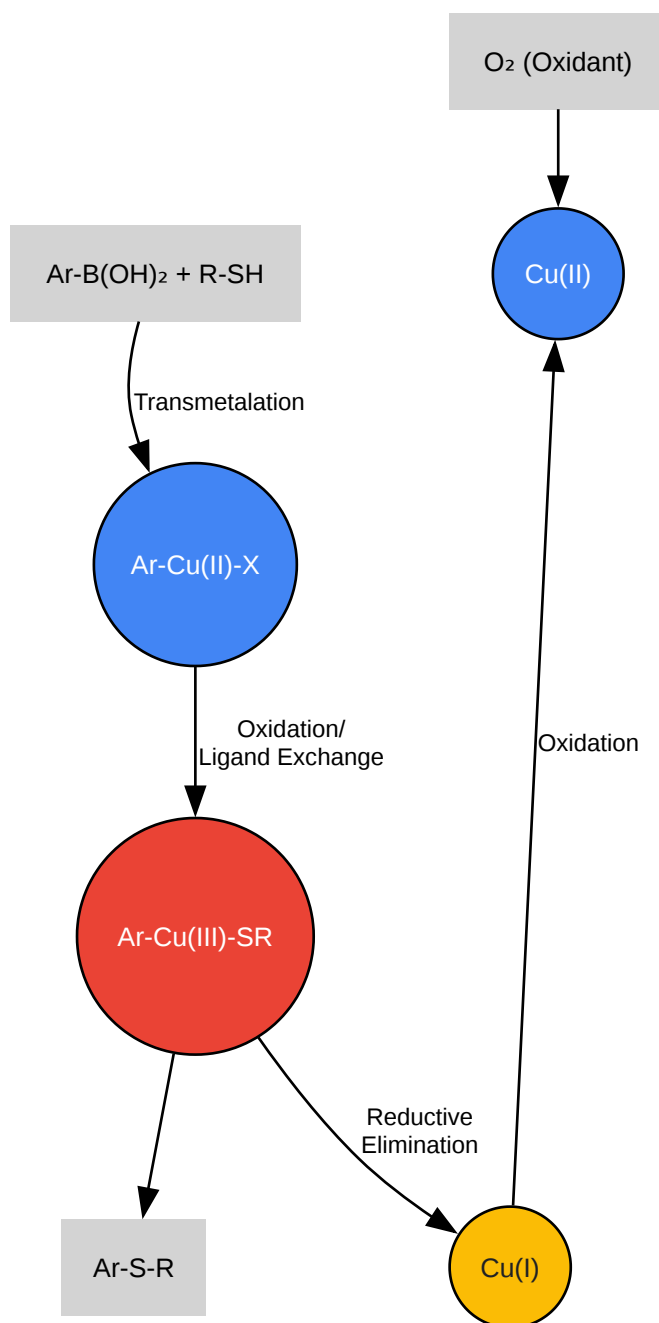 O₂ (Oxidant)
Cu(II)
Ar-B(OH)₂ + R-SH
Transmetalation
Ar-Cu(II)-X
Oxidation/
Ligand Exchange
Oxidation
Ar-Cu(III)-SR
Reductive
Elimination
Ar-S-R
Cu(I)